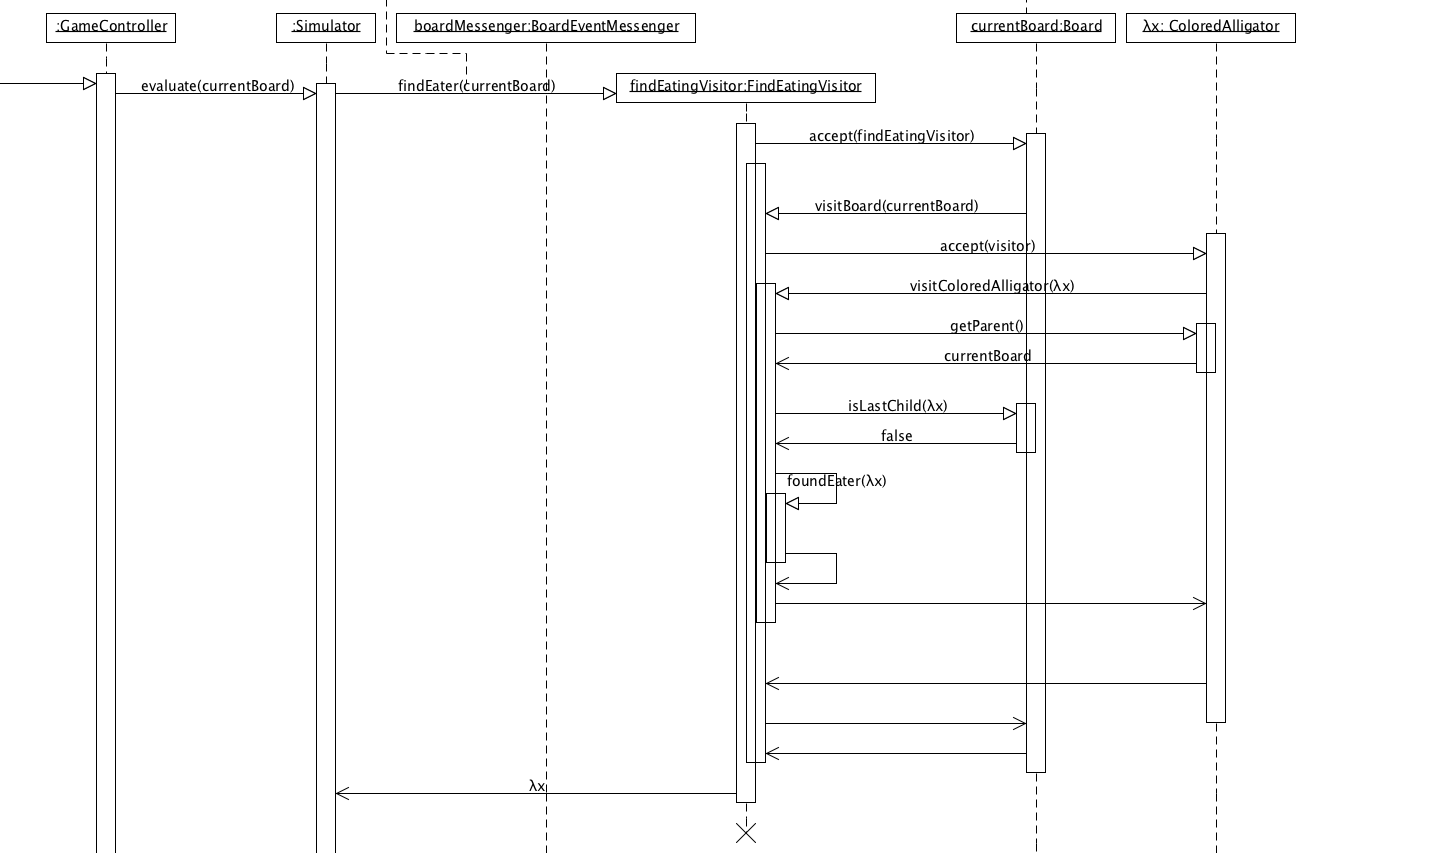 :GameController
:Simulator
boardMessenger:BoardEventMessenger
currentBoard:Board
λx: ColoredAlligator
evaluate(currentBoard)
findEater(currentBoard)
findEatingVisitor:FindEatingVisitor
accept(findEatingVisitor)
visitBoard(currentBoard)
accept(visitor)
visitColoredAlligator(λx)
getParent()
currentBoard
isLastChild(λx)
false
foundEater(λx)
λx